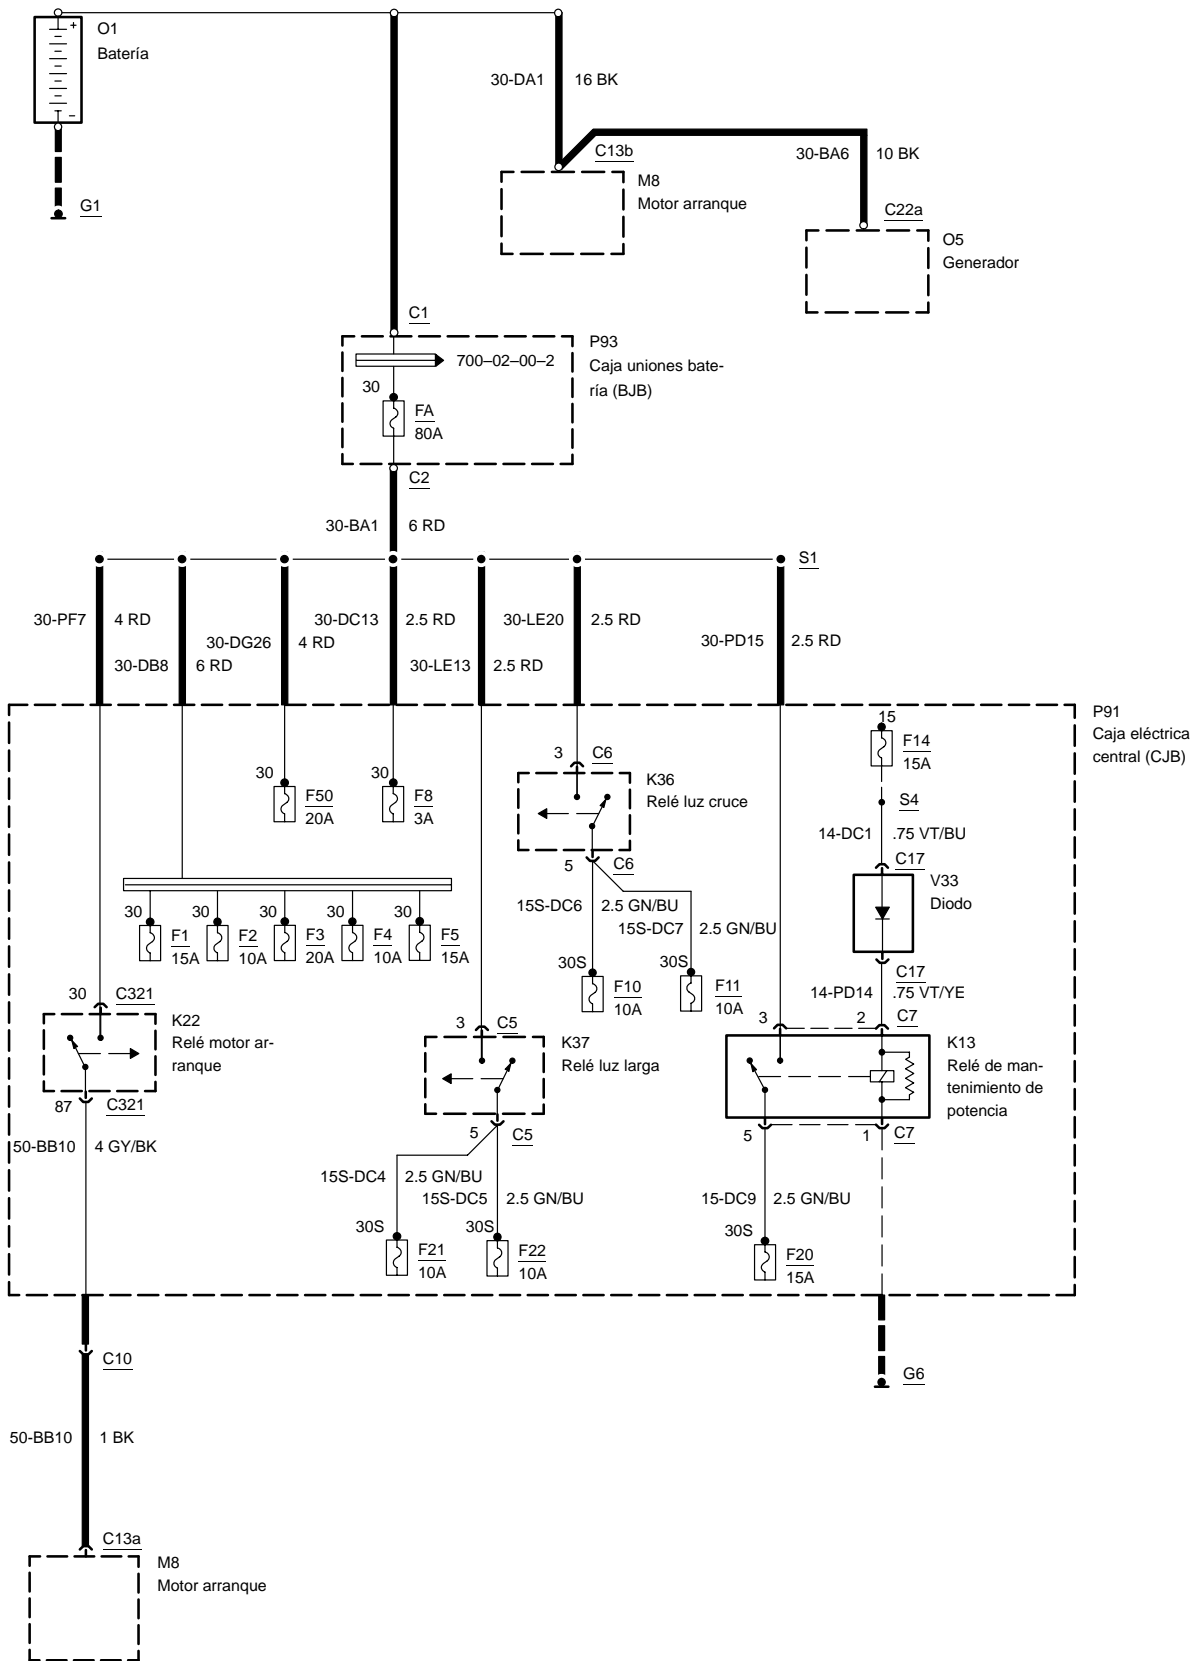 O1
Batería
+
–
G1
30-DA1 16 BK
C13b
M8
Motor arranque
30-BA6 10 BK
C22a
O5
Generador
C1
P93
Caja uniones bate-
ría (BJB)
700–02–00–2
30
FA
80A
C2
30-BA1 6 RD
S1
30-PF7 4 RD
30-DB8 6 RD
30-DG26 4 RD
30-DC13 2.5 RD
30-LE13 2.5 RD
30-LE20 2.5 RD
30-PD15 2.5 RD
P91
Caja eléctrica
central (CJB)
15
F14
15A
S4
14-DC1 .75 VT/BU
C17
V33
Diodo
C17
14-PD14 .75 VT/YE
30
F50
20A
30
F8
3A
3 C6
K36
Relé luz cruce
5 C6
15S-DC6 2.5 GN/BU
15S-DC7 2.5 GN/BU
30S
F10
10A
30S
F11
10A
30
F1
15A
30
F2
10A
30
F3
20A
30
F4
10A
30
F5
15A
30 C321
K22
Relé motor ar-
ranque
87 C321
50-BB10 4 GY/BK
3 C5
K37
Relé luz larga
5 C5
15S-DC4 2.5 GN/BU
15S-DC5 2.5 GN/BU
30S
F21
10A
30S
F22
10A
3 2 C7
K13
Relé de man-
tenimiento de
potencia
5 1 C7
15-DC9 2.5 GN/BU
30S
F20
15A
G6
C10
50-BB10 1 BK
C13a
M8
Motor arranque